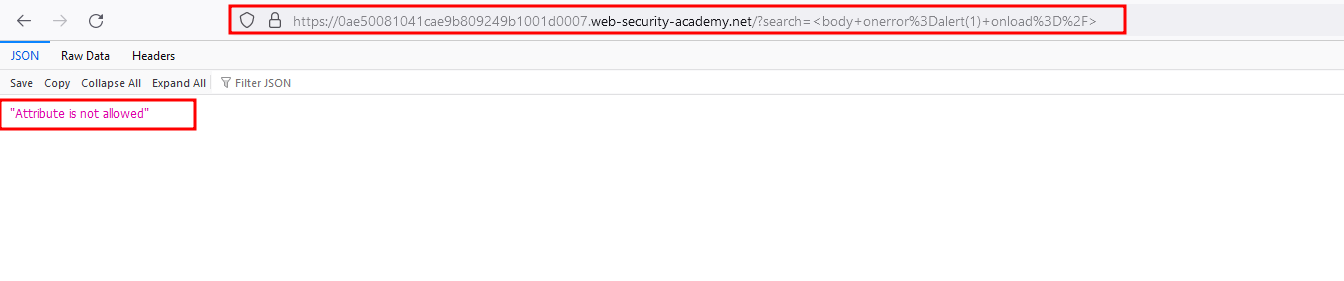 https://0ae50081041cae9b809249b1001d0007.web-security-academy.net/?search=<body+onerror%3Dalert(1)+onload%3D%2F>
JSON Raw Data Headers
Save Copy Collapse All Expand All Filter JSON
"Attribute is not allowed"